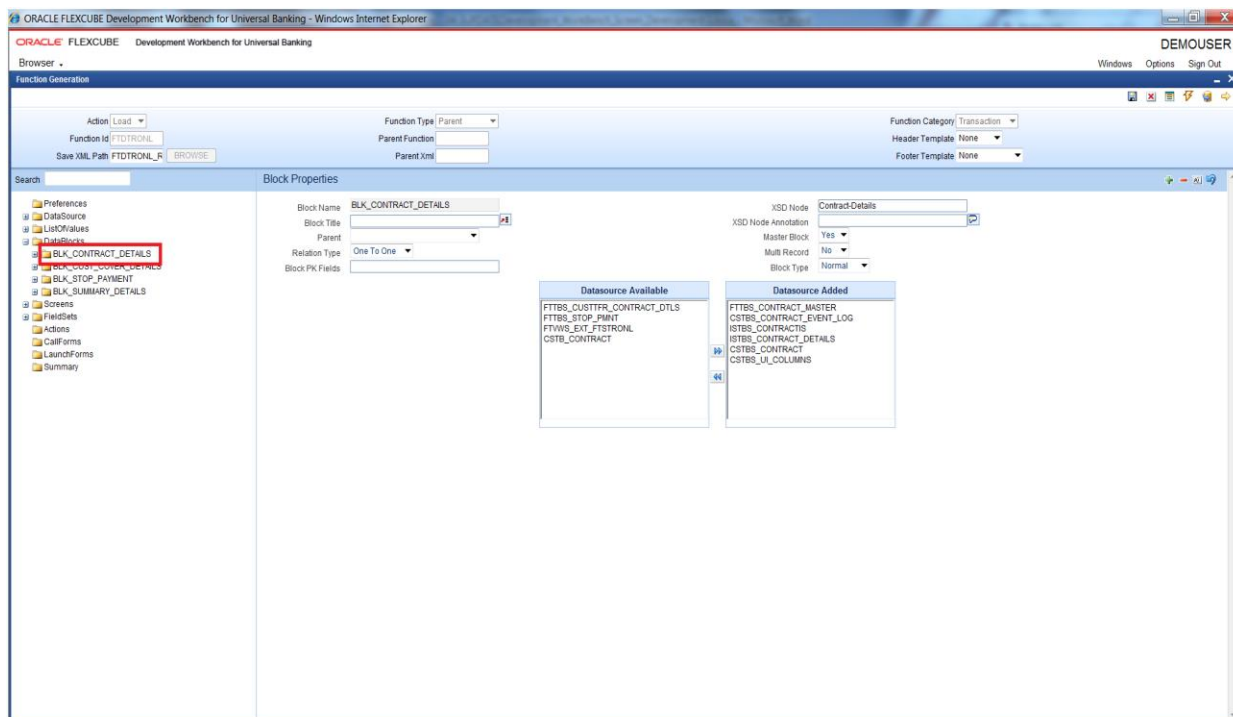 ORACLE FLEXCUBE Development Workbench for Universal Banking - Windows Internet Explorer
ORACLE FLEXCUBE Development Workbench for Universal Banking
DEMOUSER
Browser
Windows Options Sign Out
Function Generation
Action Load
Function Type Parent
Function Category Transaction
Function Id FTDTRONL
Parent Function
Header Template None
Save XML Path FTDTRONL_R BROWSE
Parent Xml
Footer Template None
Search
Block Properties
Preferences
DataSource
ListOfValues
DataBlocks
BLK_CONTRACT_DETAILS
BLK_CUST_COVER_DETAILS
BLK_STOP_PAYMENT
BLK_SUMMARY_DETAILS
Screens
FieldSets
Actions
CallForms
LaunchForms
Summary
Block Name BLK_CONTRACT_DETAILS
XSD Node Contract-Details
Block Title
XSD Node Annotation
Parent
Master Block Yes
Relation Type One To One
Multi Record No
Block PK Fields
Block Type Normal
Datasource Available
FTTBS_CUSTTFR_CONTRACT_DTLS
FTTBS_STOP_PMNT
FTVWS_EXT_FTSTRONL
CSTB_CONTRACT
Datasource Added
FTTBS_CONTRACT_MASTER
CSTBS_CONTRACT_EVENT_LOG
ISTBS_CONTRACTIS
ISTBS_CONTRACT_DETAILS
CSTBS_CONTRACT
CSTBS_UI_COLUMNS